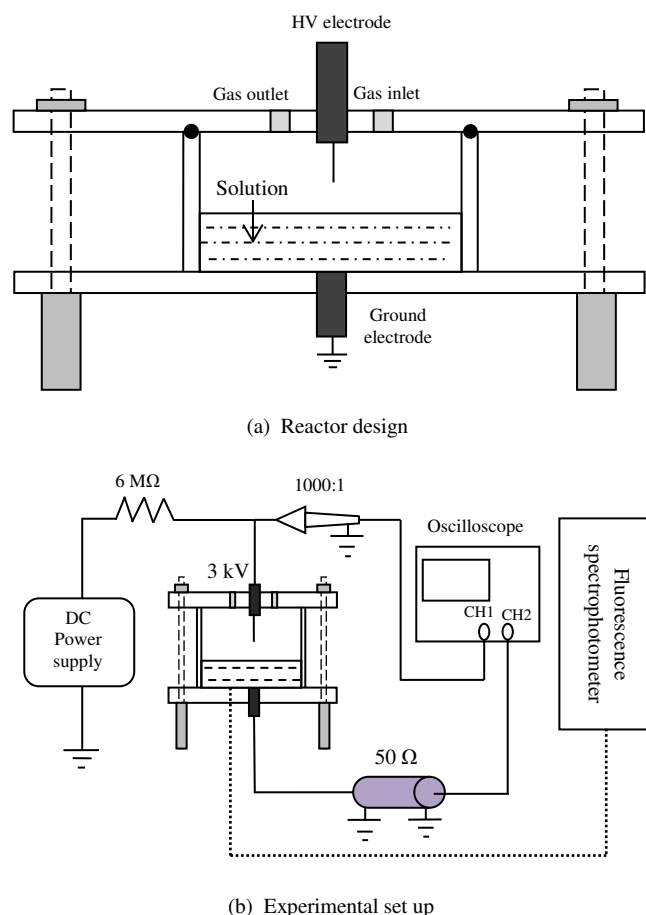 HV electrode
Gas outlet
Gas inlet
Solution
Ground
electrode
(a) Reactor design
6 MΩ
1000:1
Oscilloscope
3 kV
CH1
CH2
DC
Power
supply
Fluorescence
spectrophotometer
50 Ω
(b) Experimental set up